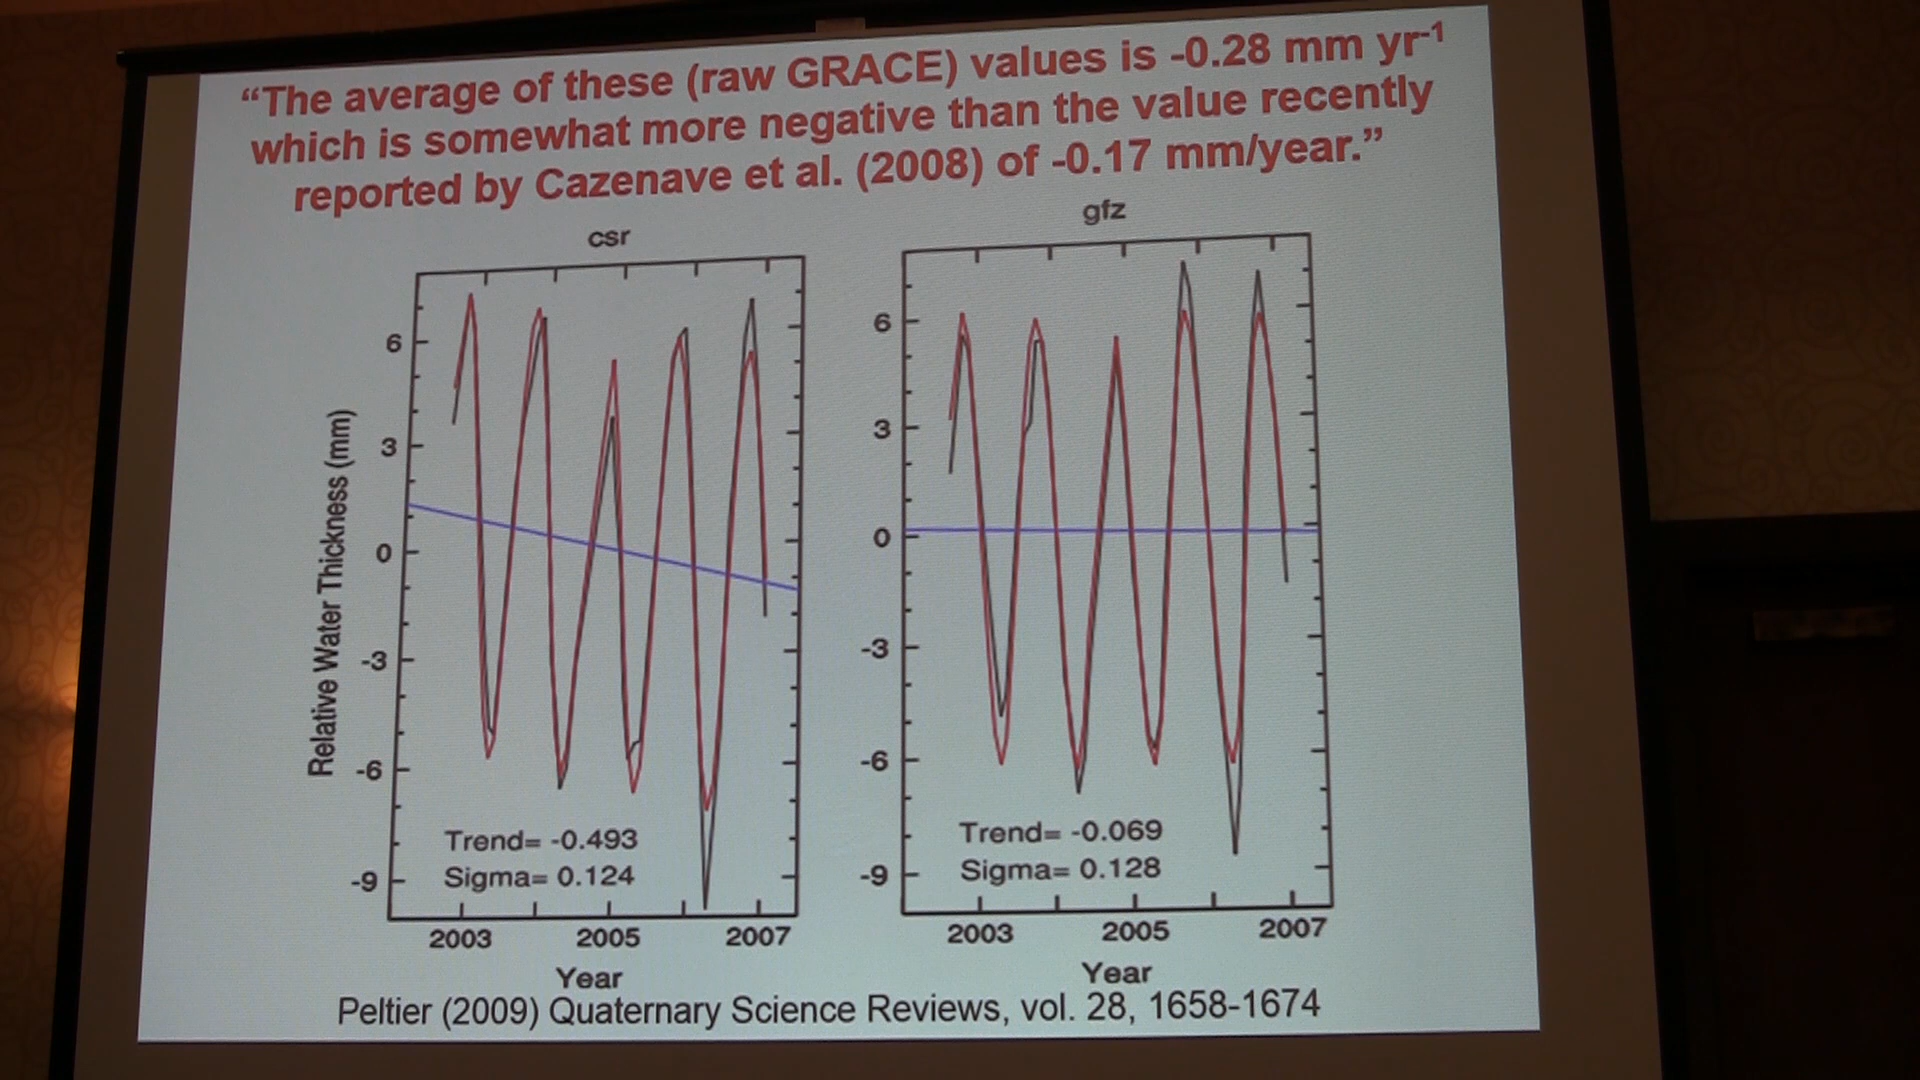 “The average of these (raw GRACE) values is -0.28 mm yr-1
which is somewhat more negative than the value recently
reported by Cazenave et al. (2008) of -0.17 mm/year.”
csr
Relative Water Thickness (mm)
6
3
0
-3
-6
-9
Trend= -0.493
Sigma= 0.124
2003 2005 2007
Year
gfz
6
3
0
-3
-6
-9
Trend= -0.069
Sigma= 0.128
2003 2005 2007
Year
Peltier (2009) Quaternary Science Reviews, vol. 28, 1658-1674